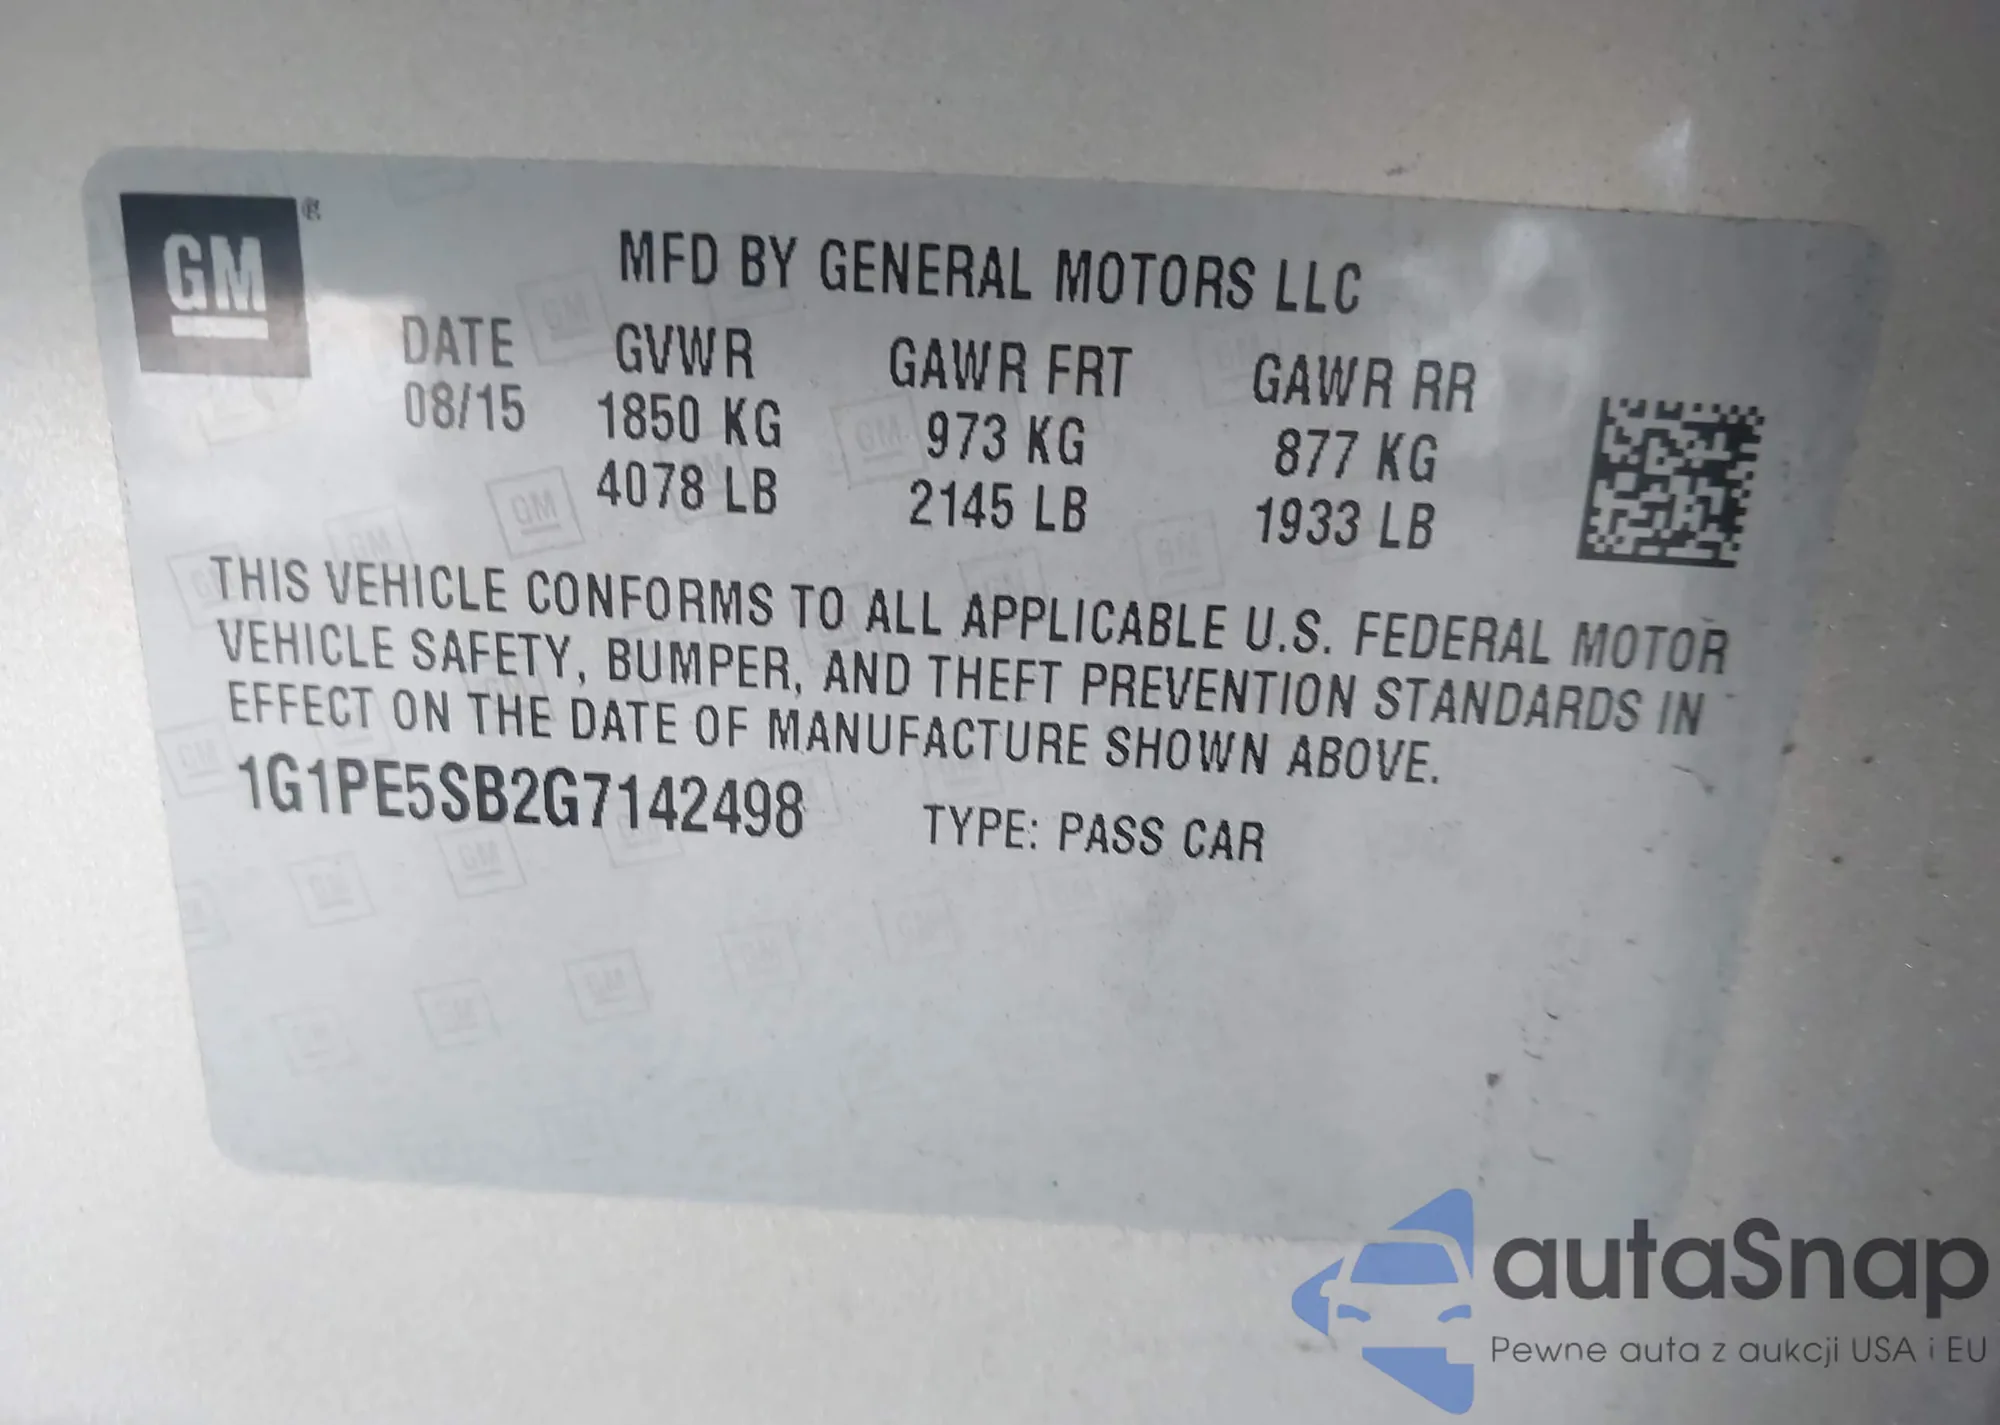 GM ®
MFD BY GENERAL MOTORS LLC
DATE GVWR GAWR FRT GAWR RR
08/15 1850 KG 973 KG 877 KG
4078 LB 2145 LB 1933 LB
THIS VEHICLE CONFORMS TO ALL APPLICABLE U.S. FEDERAL MOTOR
VEHICLE SAFETY, BUMPER, AND THEFT PREVENTION STANDARDS IN
EFFECT ON THE DATE OF MANUFACTURE SHOWN ABOVE.
1G1PE5SB2G7142498 TYPE: PASS CAR
autaSnap
Pewne auta z aukcji USA i EU